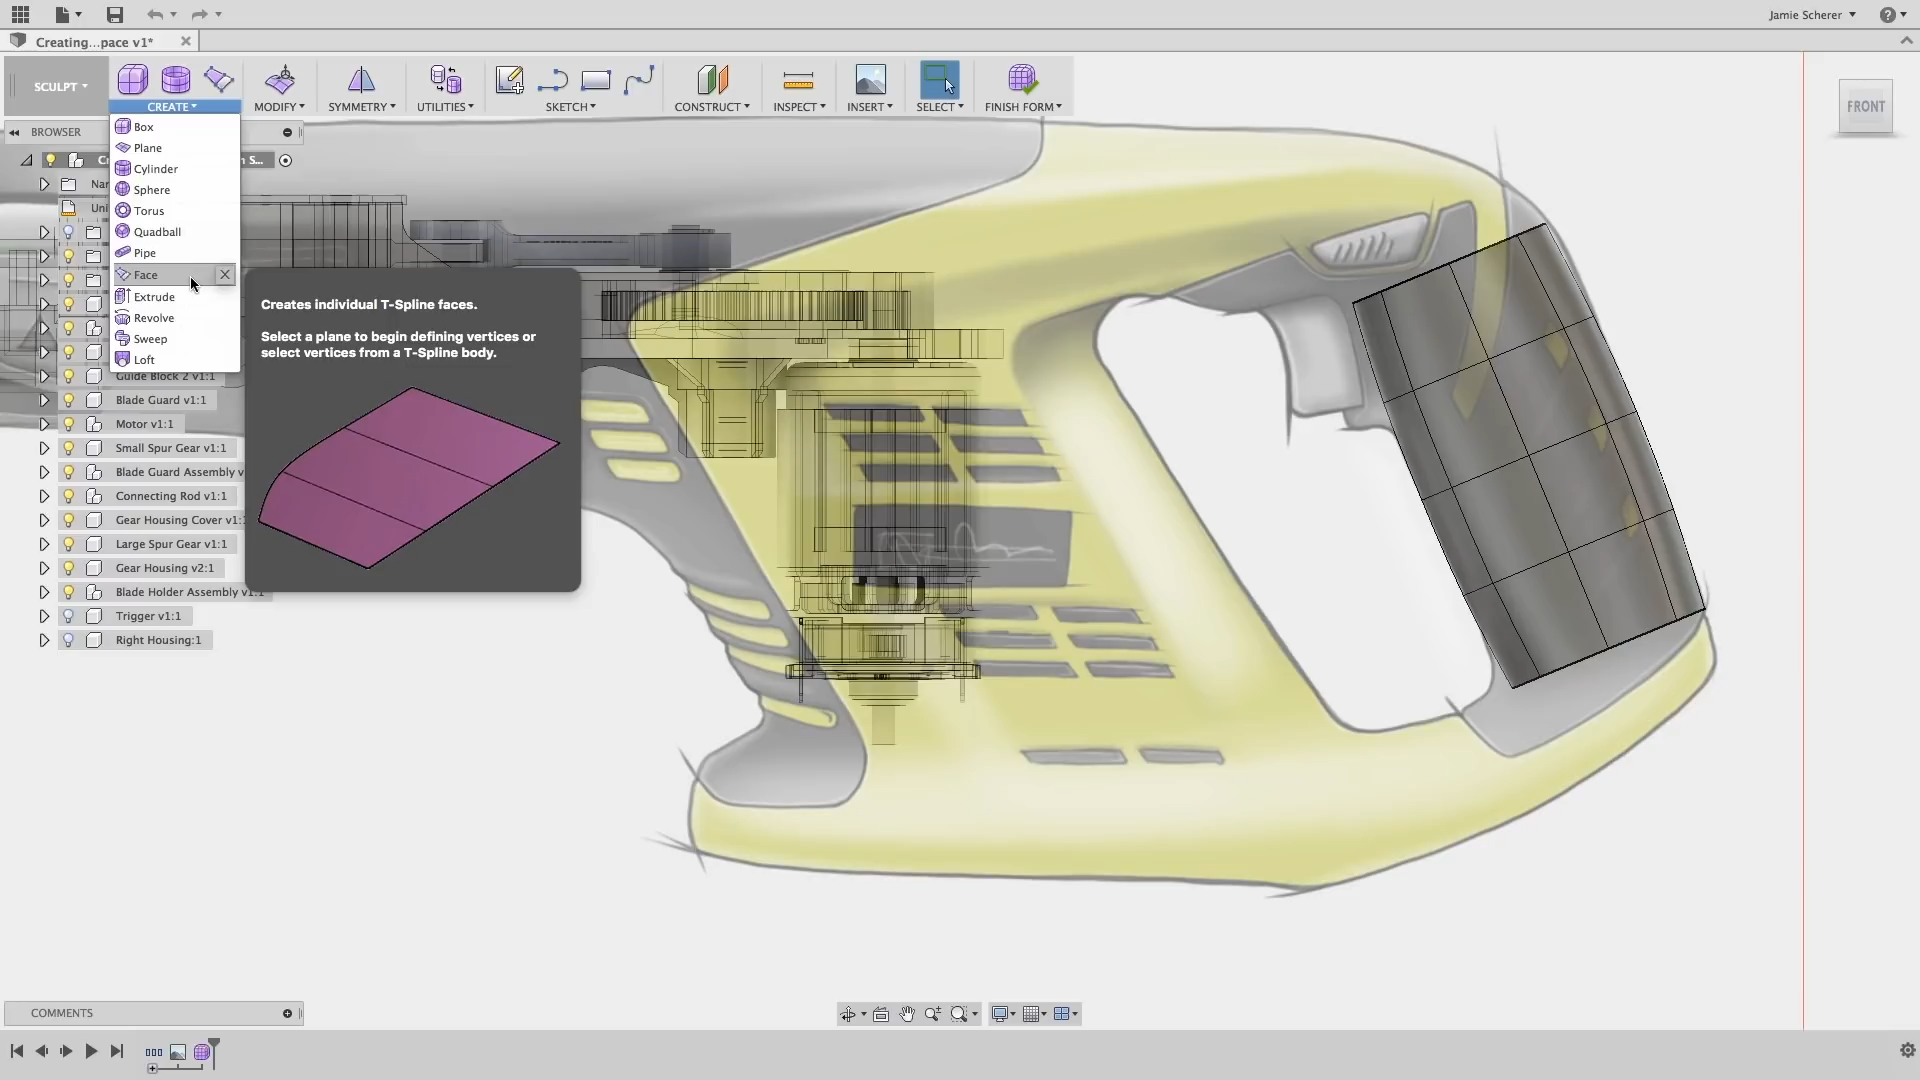 Jamie Scherer
Creating...pace v1*
SCULPT
CREATE
MODIFY
SYMMETRY
UTILITIES
SKETCH
CONSTRUCT
INSPECT
INSERT
SELECT
FINISH FORM
FRONT
BROWSER
Box
Plane
Cylinder
Sphere
Torus
Quadball
Pipe
Face
Extrude
Revolve
Sweep
Loft
Creates individual T-Spline faces.
Select a plane to begin defining vertices or
select vertices from a T-Spline body.
Guide Block 2 v1:1
Blade Guard v1:1
Motor v1:1
Small Spur Gear v1:1
Blade Guard Assembly v
Connecting Rod v1:1
Gear Housing Cover v1:
Large Spur Gear v1:1
Gear Housing v2:1
Blade Holder Assembly v1:1
Trigger v1:1
Right Housing:1
COMMENTS